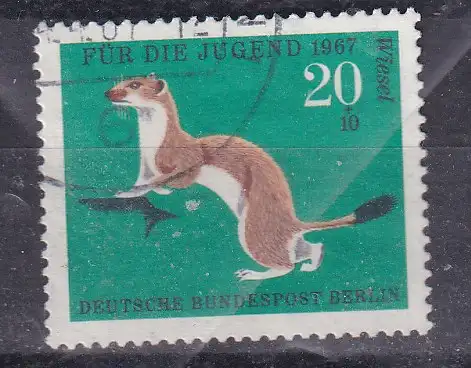 FÜR DIE JUGEND 1967
Wiesel
20
+
10
DEUTSCHE BUNDESPOST BERLIN